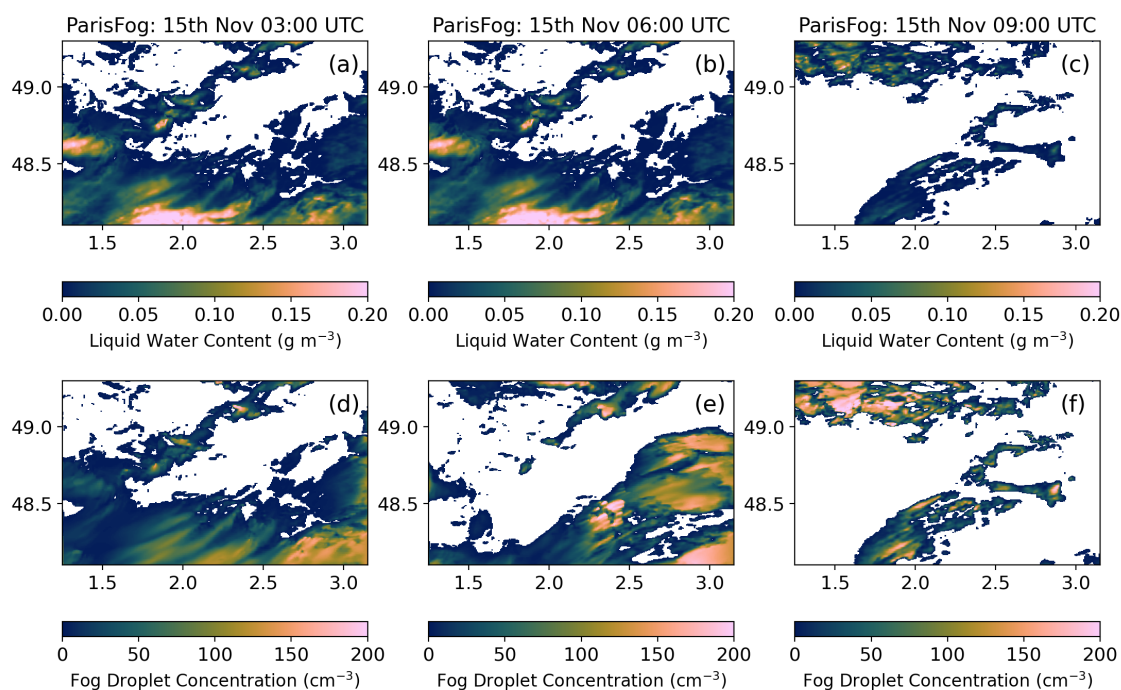 ParisFog: 15th Nov 03:00 UTC ParisFog: 15th Nov 06:00 UTC ParisFog: 15th Nov 09:00 UTC
(a) (b) (c)
49.0 49.0 49.0
48.5 48.5 48.5
1.5 2.0 2.5 3.0 1.5 2.0 2.5 3.0 1.5 2.0 2.5 3.0
0.00 0.05 0.10 0.15 0.20 0.00 0.05 0.10 0.15 0.20 0.00 0.05 0.10 0.15 0.20
Liquid Water Content (g m⁻³) Liquid Water Content (g m⁻³) Liquid Water Content (g m⁻³)
(d) (e) (f)
49.0 49.0 49.0
48.5 48.5 48.5
1.5 2.0 2.5 3.0 1.5 2.0 2.5 3.0 1.5 2.0 2.5 3.0
0 50 100 150 200 0 50 100 150 200 0 50 100 150 200
Fog Droplet Concentration (cm⁻³) Fog Droplet Concentration (cm⁻³) Fog Droplet Concentration (cm⁻³)